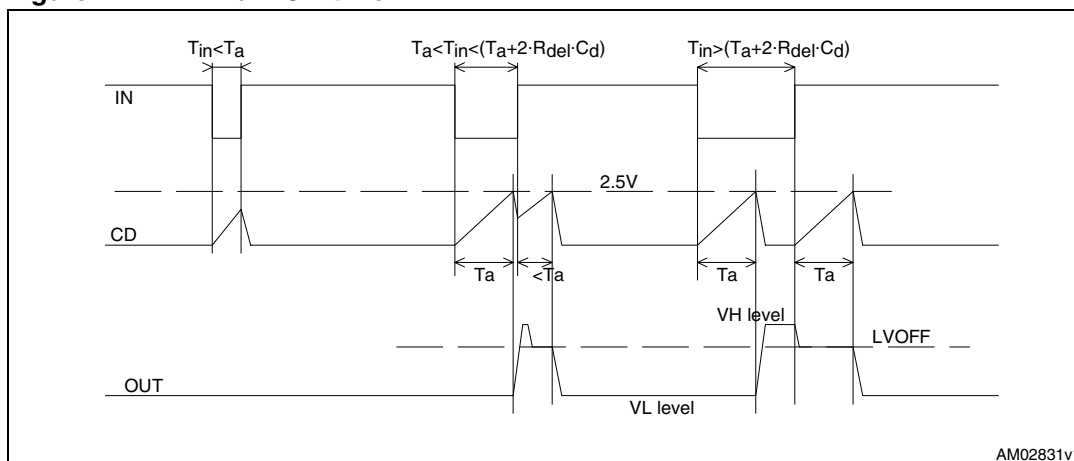 Tin<Ta
Ta<Tin<(Ta+2·Rdel·Cd)
Tin>(Ta+2·Rdel·Cd)
IN
2.5V
CD
Ta
<Ta
Ta
Ta
VH level
LVOFF
OUT
VL level
AM02831v